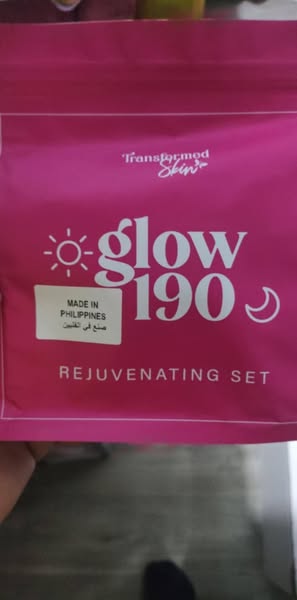 Transformed
Skin
glow
190
MADE IN
PHILIPPINES
صنع في الفلبين
REJUVENATING SET